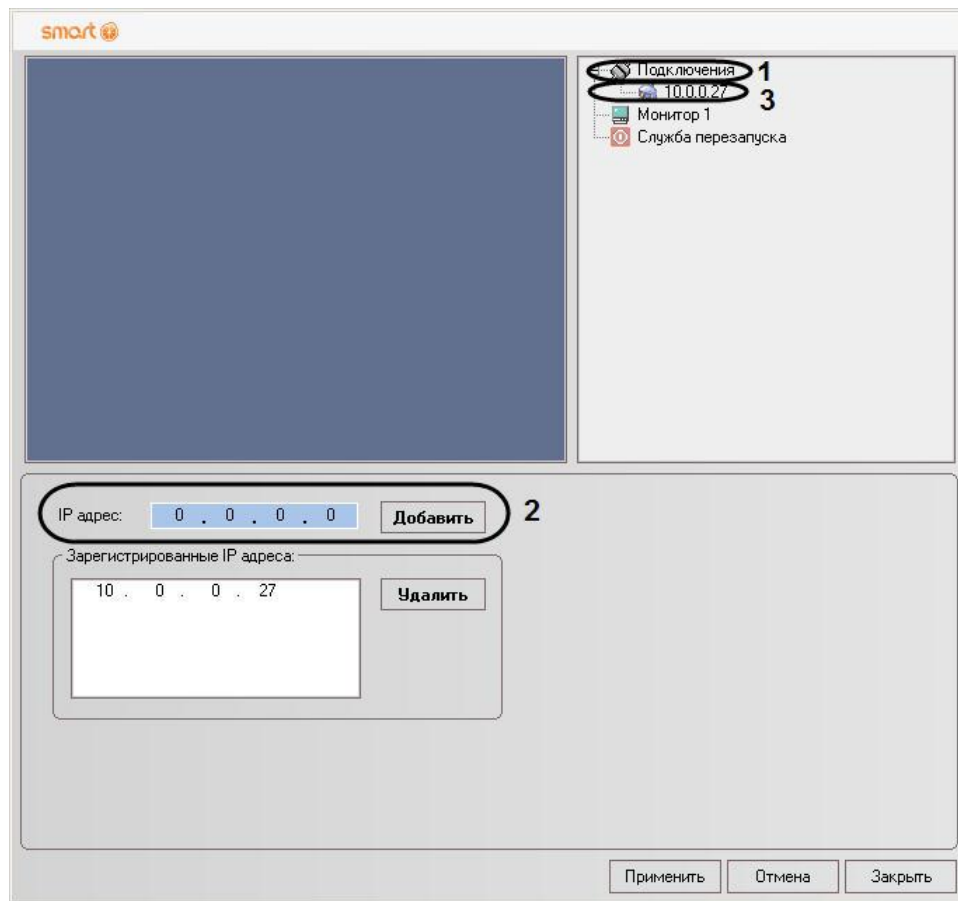 smart
Подключения 1
10.0.0.27 3
Монитор 1
Служба перезапуска
IP адрес: 0 . 0 . 0 . 0 Добавить 2
Зарегистрированные IP адреса:
10 . 0 . 0 . 27 Удалить
Применить Отмена Закрыть